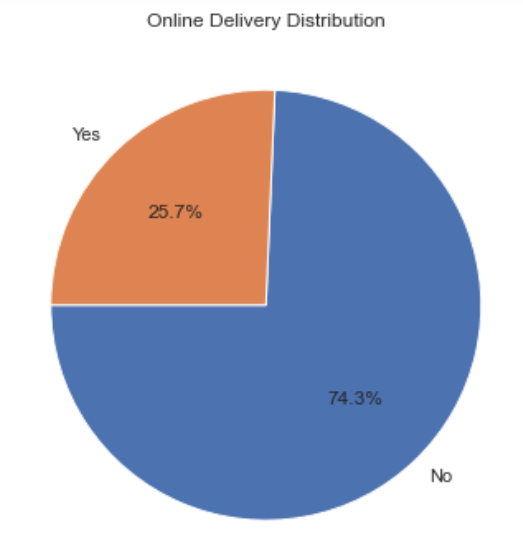 Online Delivery Distribution
Yes
25.7%
74.3%
No